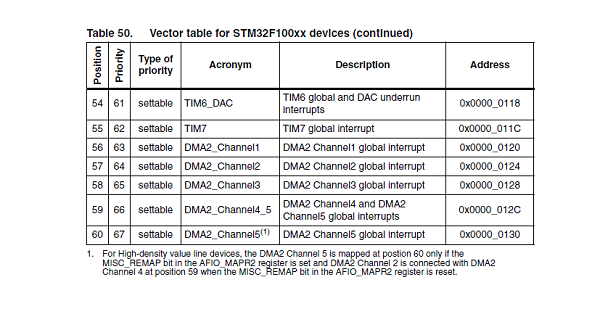 Table 50. Vector table for STM32F100xx devices (continued)
Position Priority Type of priority Acronym Description Address
54 61 settable TIM6_DAC TIM6 global and DAC underrun interrupts 0x0000_0118
55 62 settable TIM7 TIM7 global interrupt 0x0000_011C
56 63 settable DMA2_Channel1 DMA2 Channel1 global interrupt 0x0000_0120
57 64 settable DMA2_Channel2 DMA2 Channel2 global interrupt 0x0000_0124
58 65 settable DMA2_Channel3 DMA2 Channel3 global interrupt 0x0000_0128
59 66 settable DMA2_Channel4_5 DMA2 Channel4 and DMA2 Channel5 global interrupts 0x0000_012C
60 67 settable DMA2_Channel5(1) DMA2 Channel5 global interrupt 0x0000_0130
1. For High-density value line devices, the DMA2 Channel 5 is mapped at postion 60 only if the
MISC_REMAP bit in the AFIO_MAPR2 register is set and DMA2 Channel 2 is connected with DMA2
Channel 4 at position 59 when the MISC_REMAP bit in the AFIO_MAPR2 register is reset.